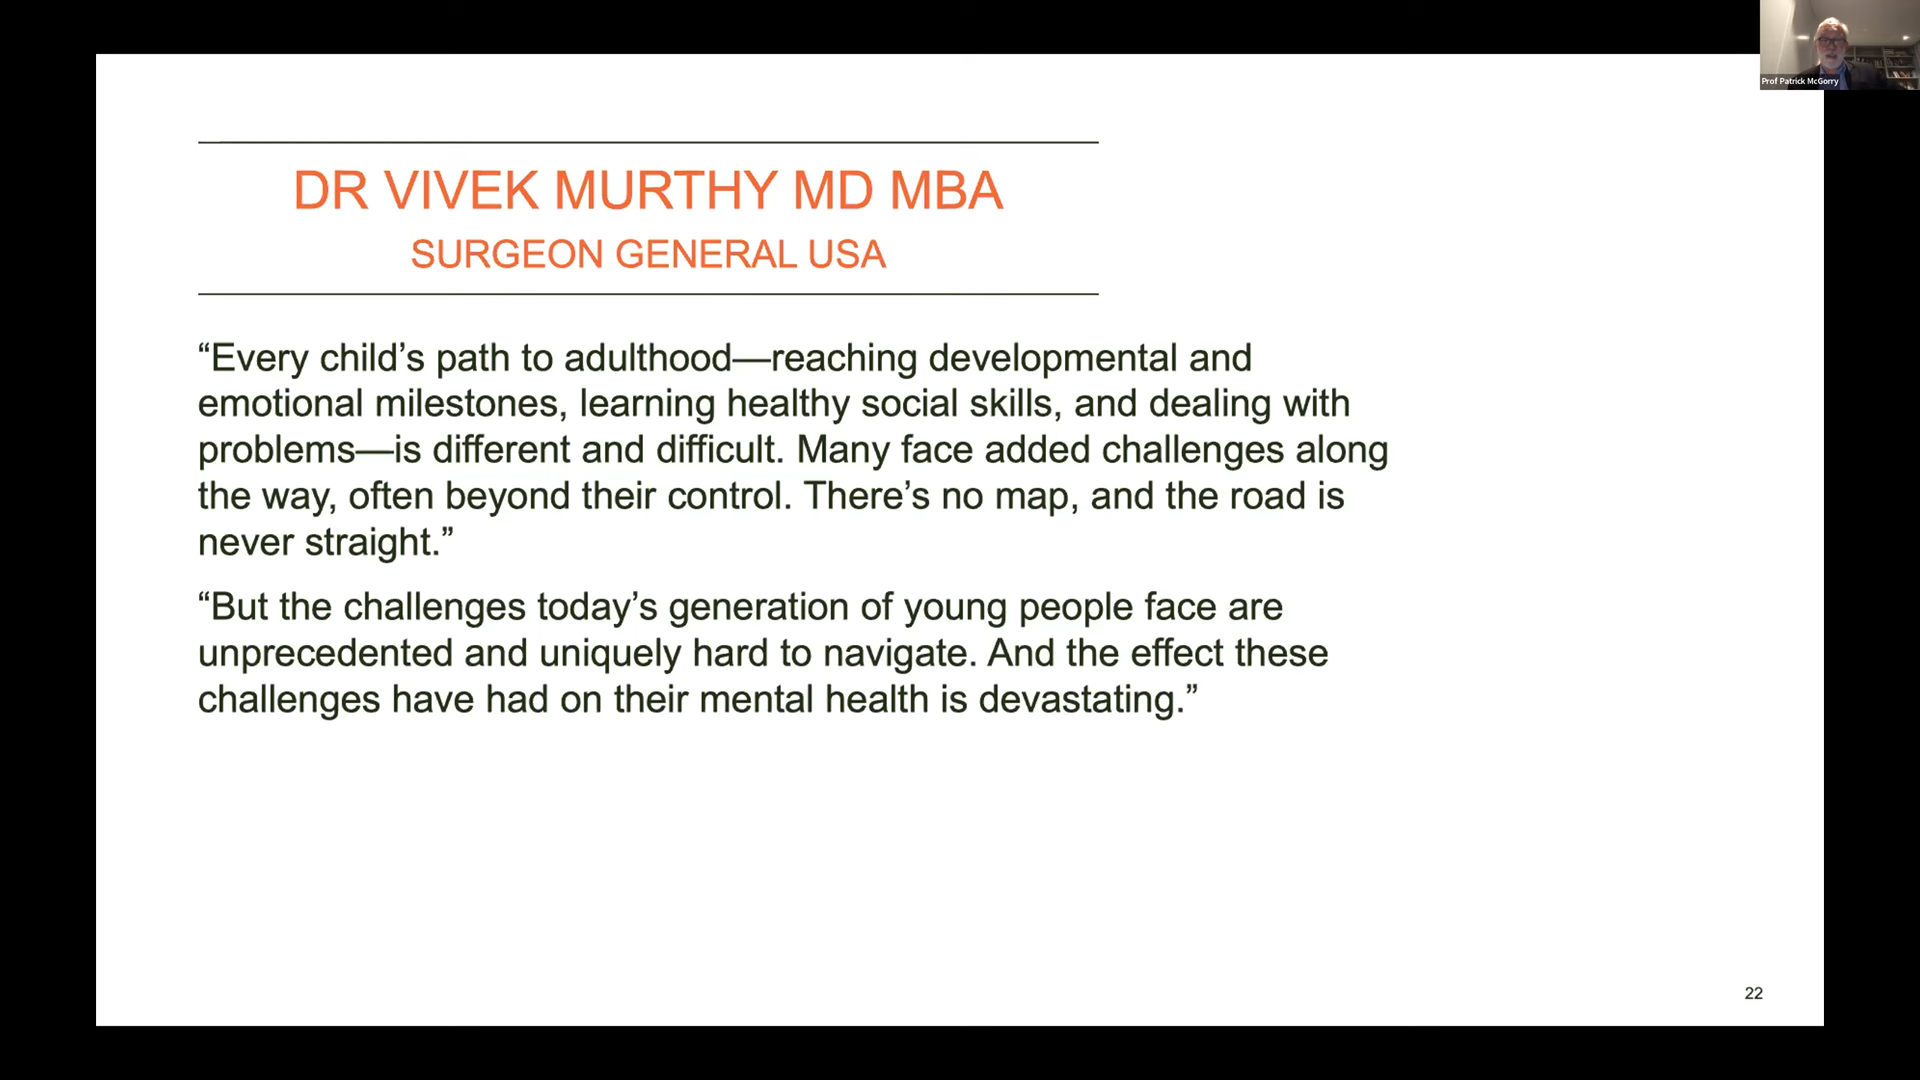 Prof Patrick McGorry
DR VIVEK MURTHY MD MBA
SURGEON GENERAL USA
“Every child’s path to adulthood—reaching developmental and
emotional milestones, learning healthy social skills, and dealing with
problems—is different and difficult. Many face added challenges along
the way, often beyond their control. There’s no map, and the road is
never straight.”
“But the challenges today’s generation of young people face are
unprecedented and uniquely hard to navigate. And the effect these
challenges have had on their mental health is devastating.”
22